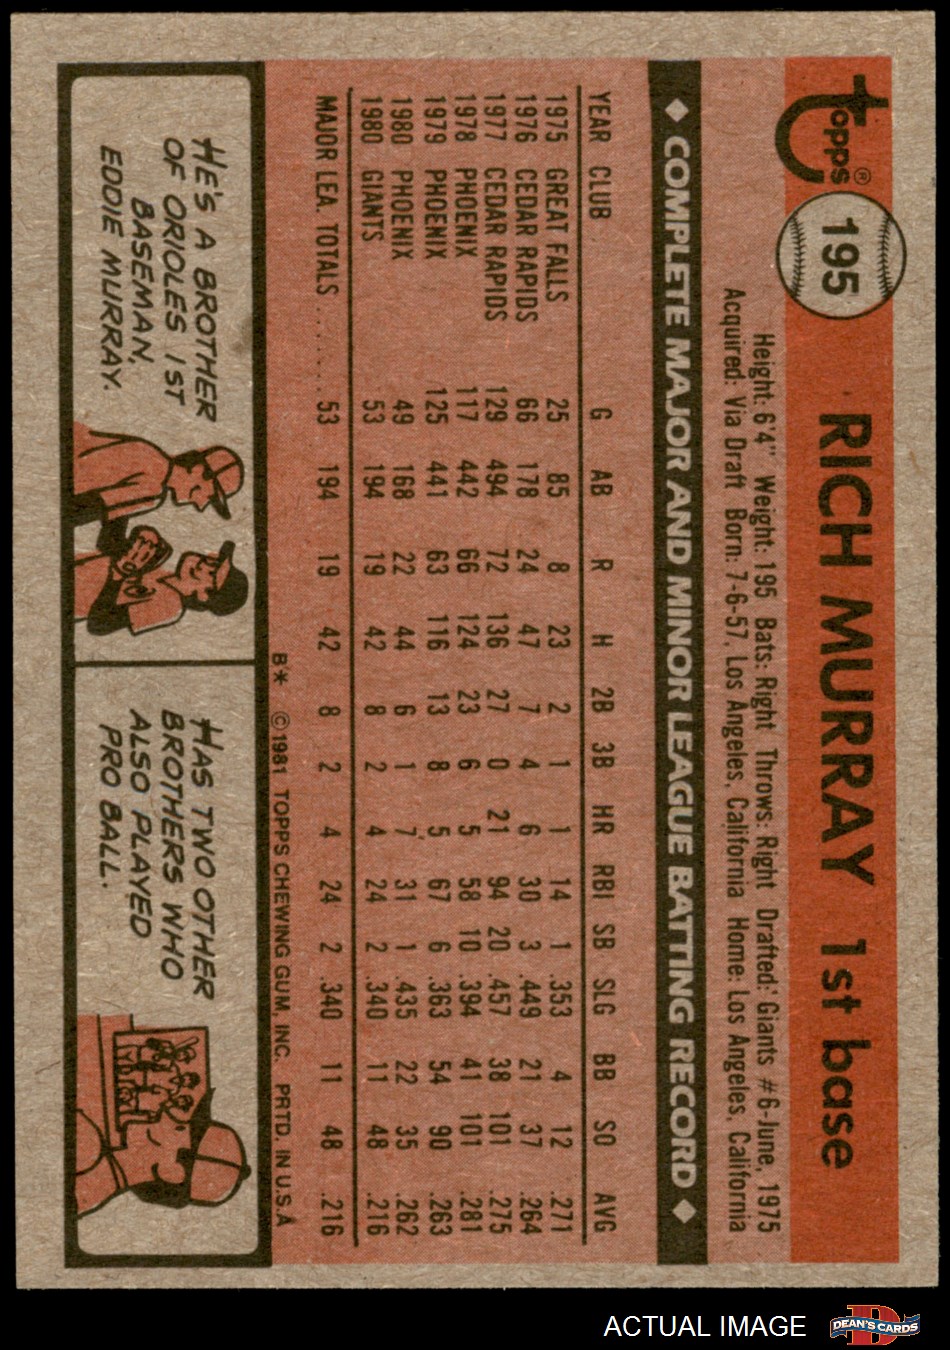 Topps®
195
RICH MURRAY 1st base
Height: 6'4" Weight: 195 Bats: Right Throws: Right Drafted: Giants #6-June, 1975
Acquired: Via Draft Born: 7-6-57, Los Angeles, California Home: Los Angeles, California
◆ COMPLETE MAJOR AND MINOR LEAGUE BATTING RECORD ◆
YEAR CLUB G AB R H 2B 3B HR RBI SB SLG BB SO AVG
1975 GREAT FALLS 25 85 8 23 2 1 1 14 1 .353 4 12 .271
1976 CEDAR RAPIDS 66 178 24 47 7 4 6 30 3 .449 21 37 .264
1977 CEDAR RAPIDS 129 494 72 136 27 0 21 94 20 .457 38 101 .275
1978 PHOENIX 117 442 66 124 23 6 5 58 10 .394 41 101 .281
1979 PHOENIX 125 441 63 116 13 8 5 67 6 .363 54 90 .263
1980 PHOENIX 49 168 22 44 6 1 7 31 1 .435 22 35 .262
1980 GIANTS 53 194 19 42 8 2 4 24 2 .340 11 48 .216
MAJOR LEA. TOTALS ...... 53 194 19 42 8 2 4 24 2 .340 11 48 .216
B* ©1981 TOPPS CHEWING GUM, INC. PRTD. IN U.S.A
HE'S A BROTHER
OF ORIOLES 1ST
BASEMAN,
EDDIE MURRAY.
HAS TWO OTHER
BROTHERS WHO
ALSO PLAYED
PRO BALL.
ACTUAL IMAGE
DEAN'S CARDS